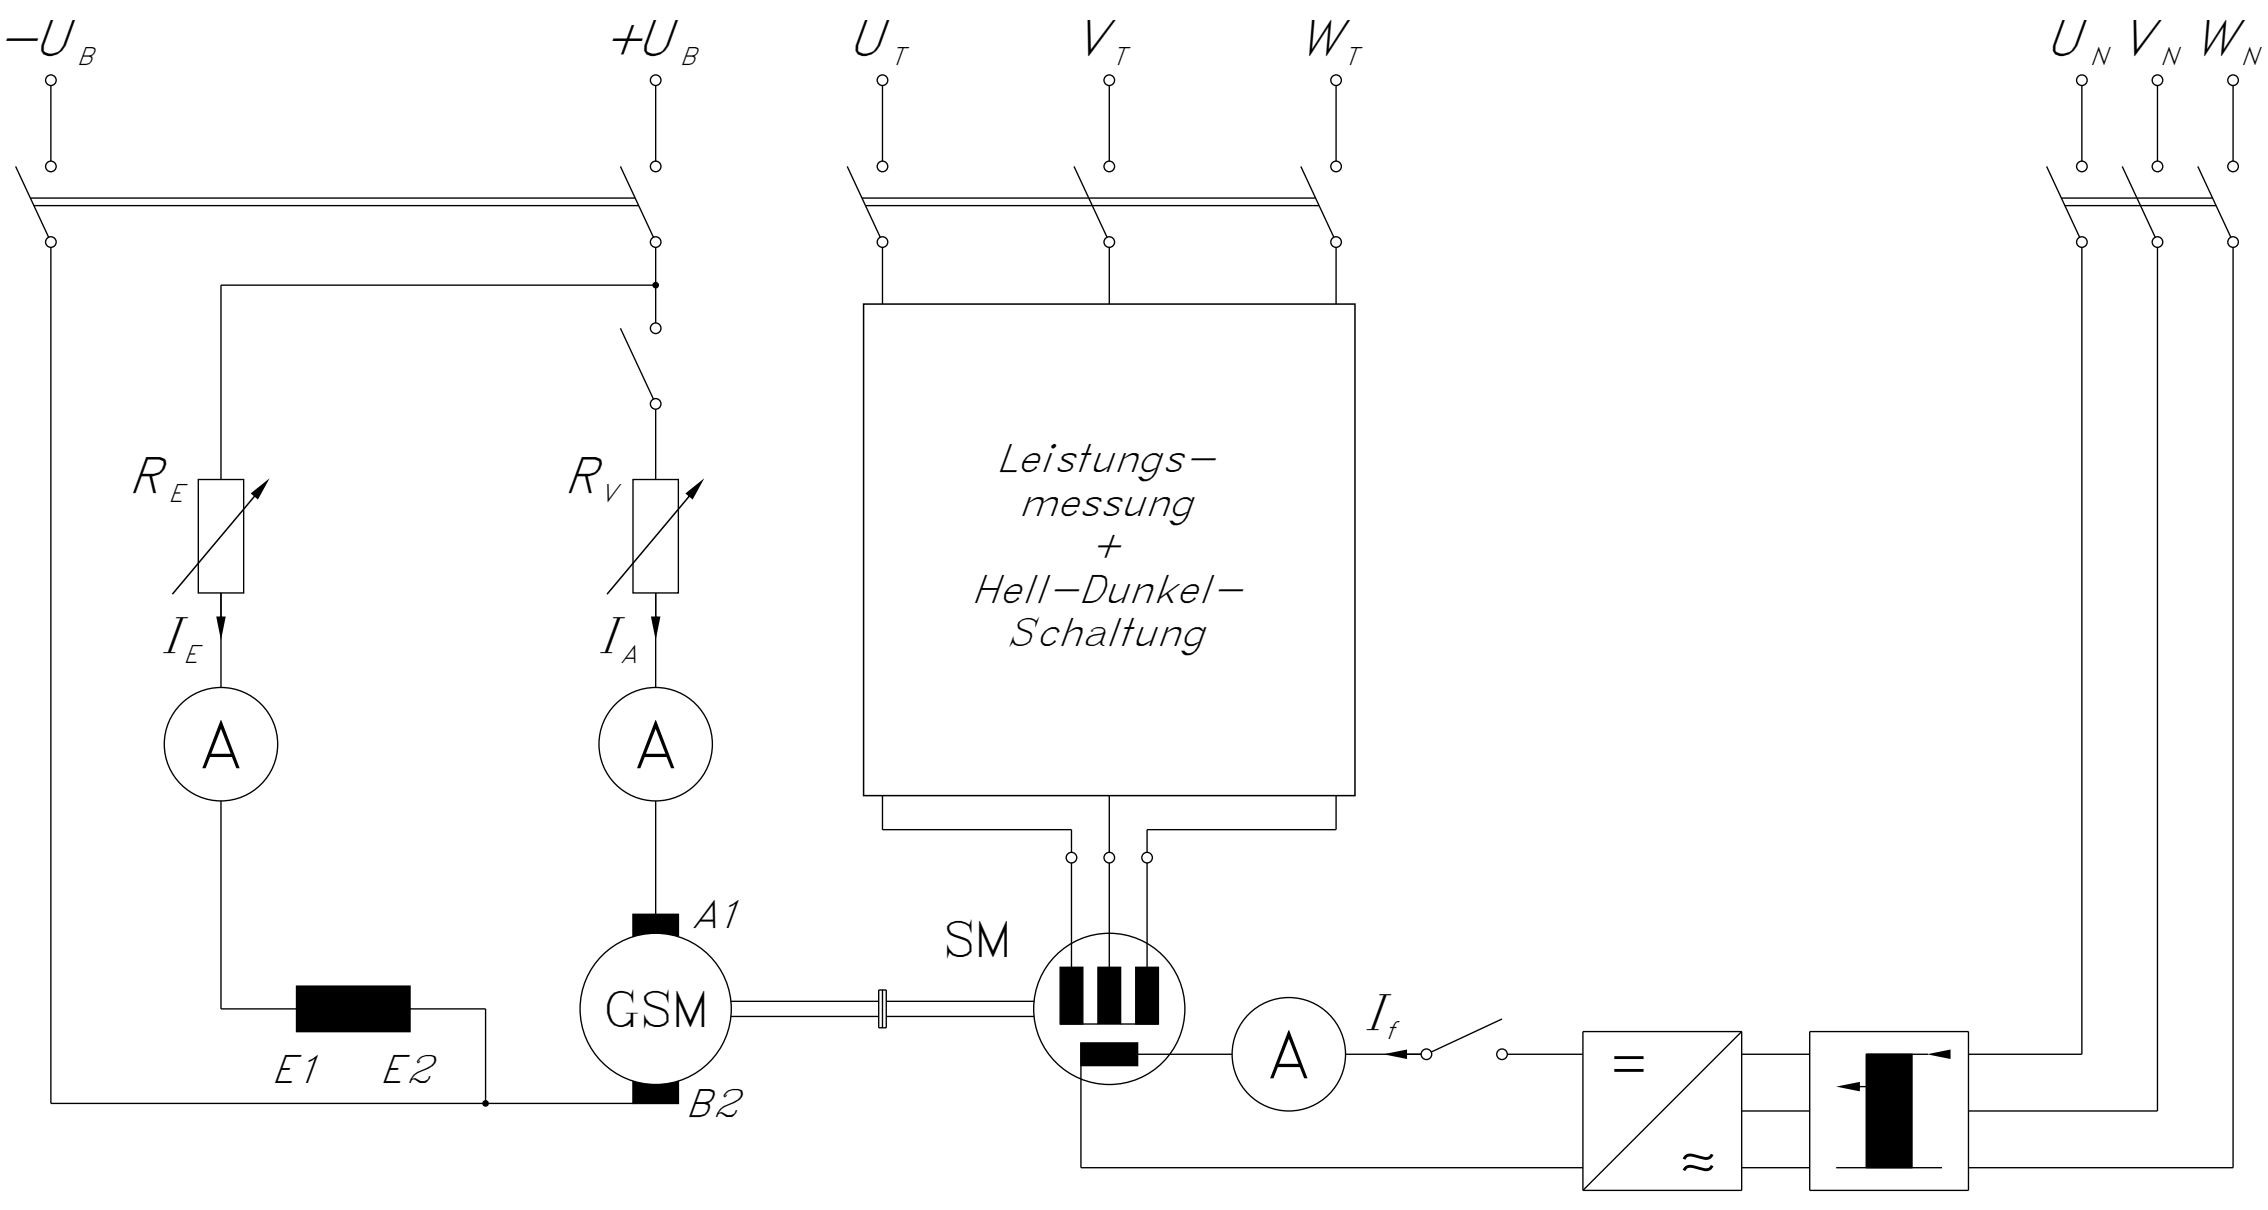 −U_B +U_B U_T V_T W_T U_N V_N W_N
R_E R_V
Leistungs−
messung
+
Hell−Dunkel−
Schaltung
I_E I_A
A A
A1
SM
GSM
I_f
A
E1 E2
B2
=
≈